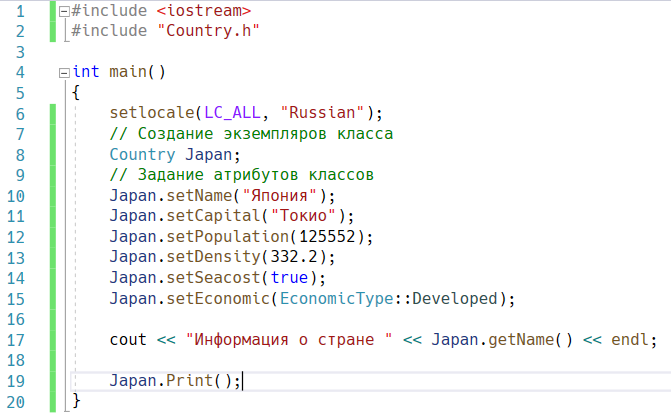 1 #include <iostream>
2 #include "Country.h"
3
4 int main()
5 {
6 setlocale(LC_ALL, "Russian");
7 // Создание экземпляров класса
8 Country Japan;
9 // Задание атрибутов классов
10 Japan.setName("Япония");
11 Japan.setCapital("Токио");
12 Japan.setPopulation(125552);
13 Japan.setDensity(332.2);
14 Japan.setSeacost(true);
15 Japan.setEconomic(EconomicType::Developed);
16
17 cout << "Информация о стране " << Japan.getName() << endl;
18
19 Japan.Print();
20 }